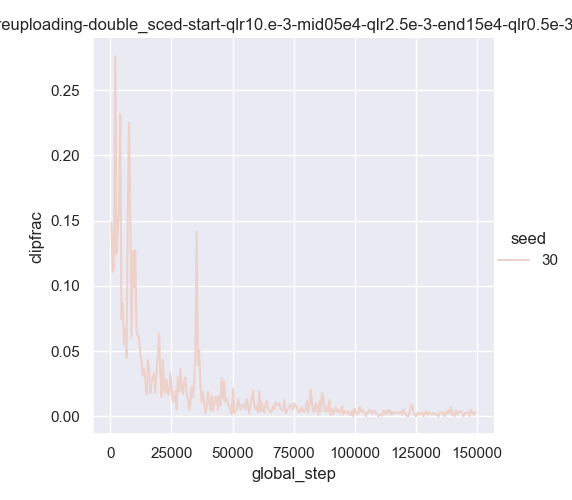 reuploading-double_sced-start-qlr10.e-3-mid05e4-qlr2.5e-3-end15e4-qlr0.5e-3
0.25
0.20
0.15
0.10
0.05
0.00
clipfrac
0 25000 50000 75000 100000 125000 150000
global_step
seed
30